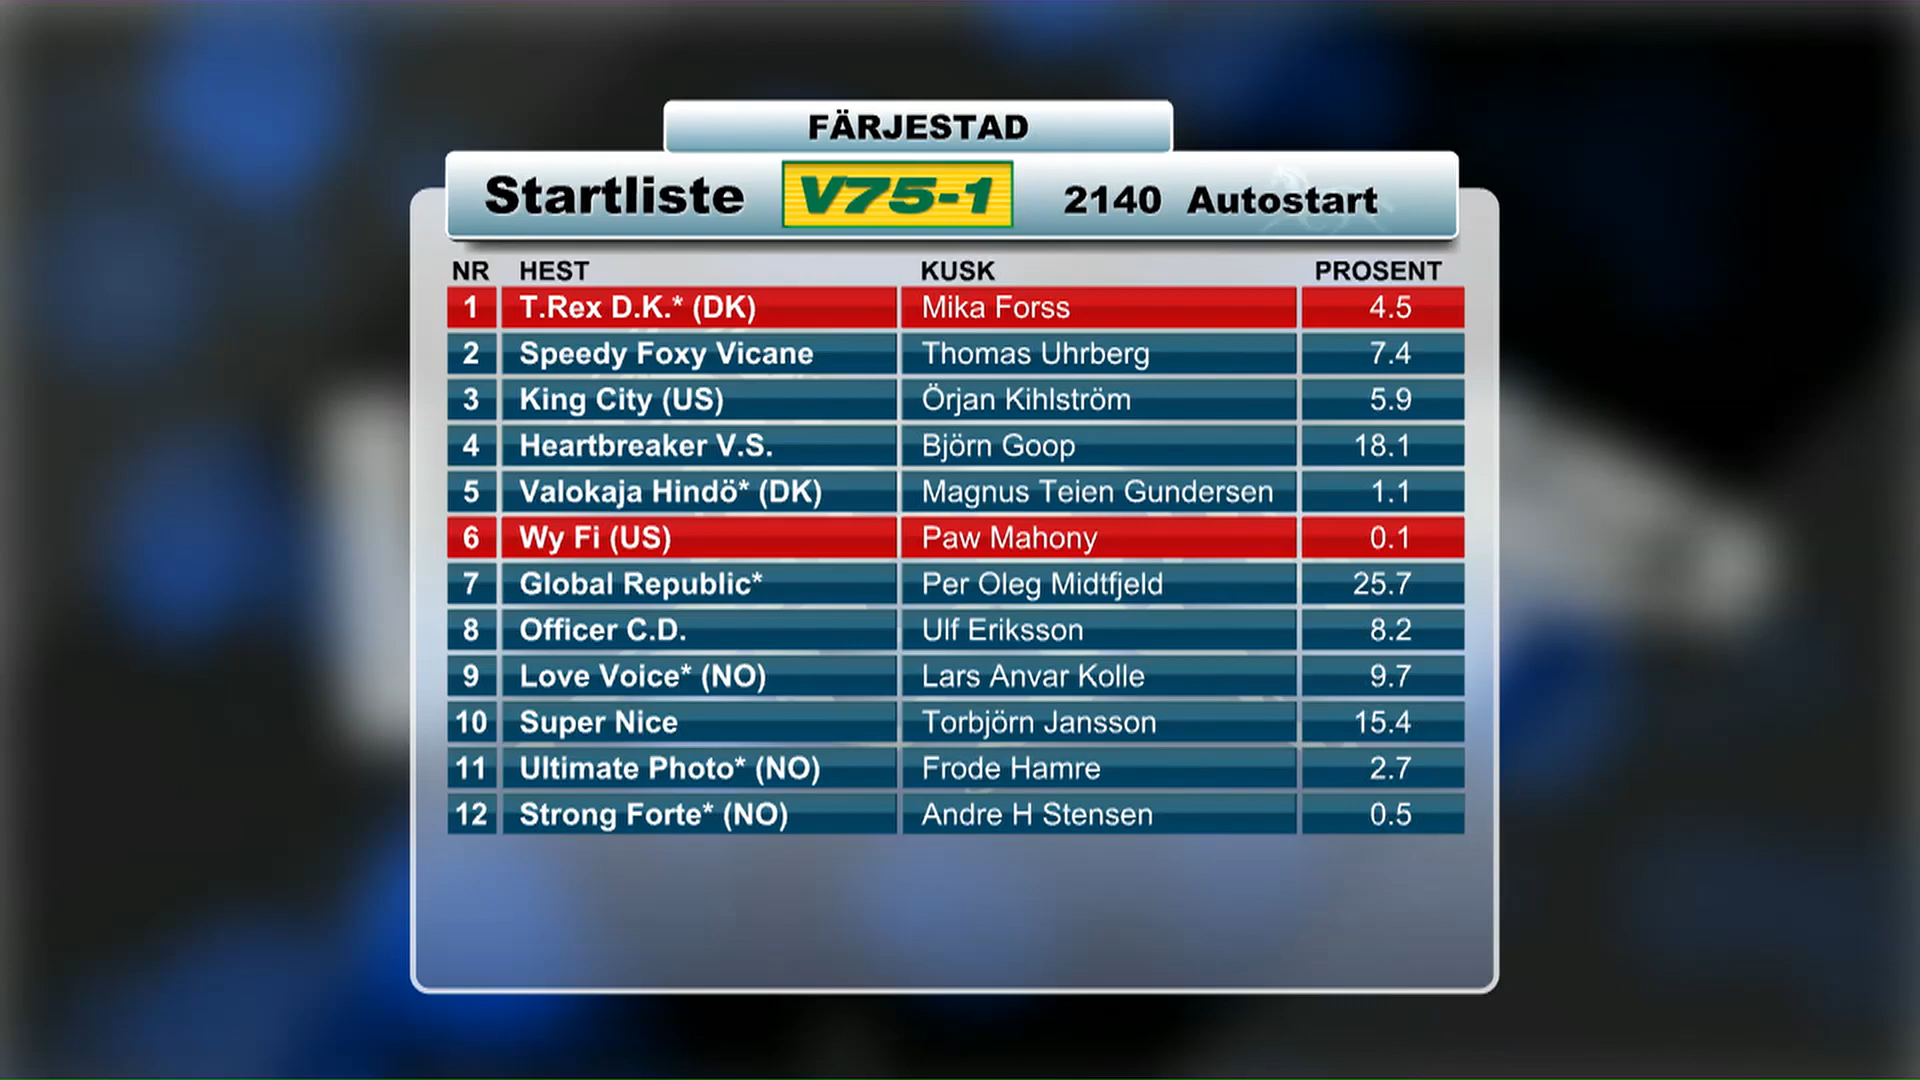 FÄRJESTAD
Startliste V75-1 2140 Autostart
NR HEST KUSK PROSENT
1 T.Rex D.K.* (DK) Mika Forss 4.5
2 Speedy Foxy Vicane Thomas Uhrberg 7.4
3 King City (US) Örjan Kihlström 5.9
4 Heartbreaker V.S. Björn Goop 18.1
5 Valokaja Hindö* (DK) Magnus Teien Gundersen 1.1
6 Wy Fi (US) Paw Mahony 0.1
7 Global Republic* Per Oleg Midtfjeld 25.7
8 Officer C.D. Ulf Eriksson 8.2
9 Love Voice* (NO) Lars Anvar Kolle 9.7
10 Super Nice Torbjörn Jansson 15.4
11 Ultimate Photo* (NO) Frode Hamre 2.7
12 Strong Forte* (NO) Andre H Stensen 0.5